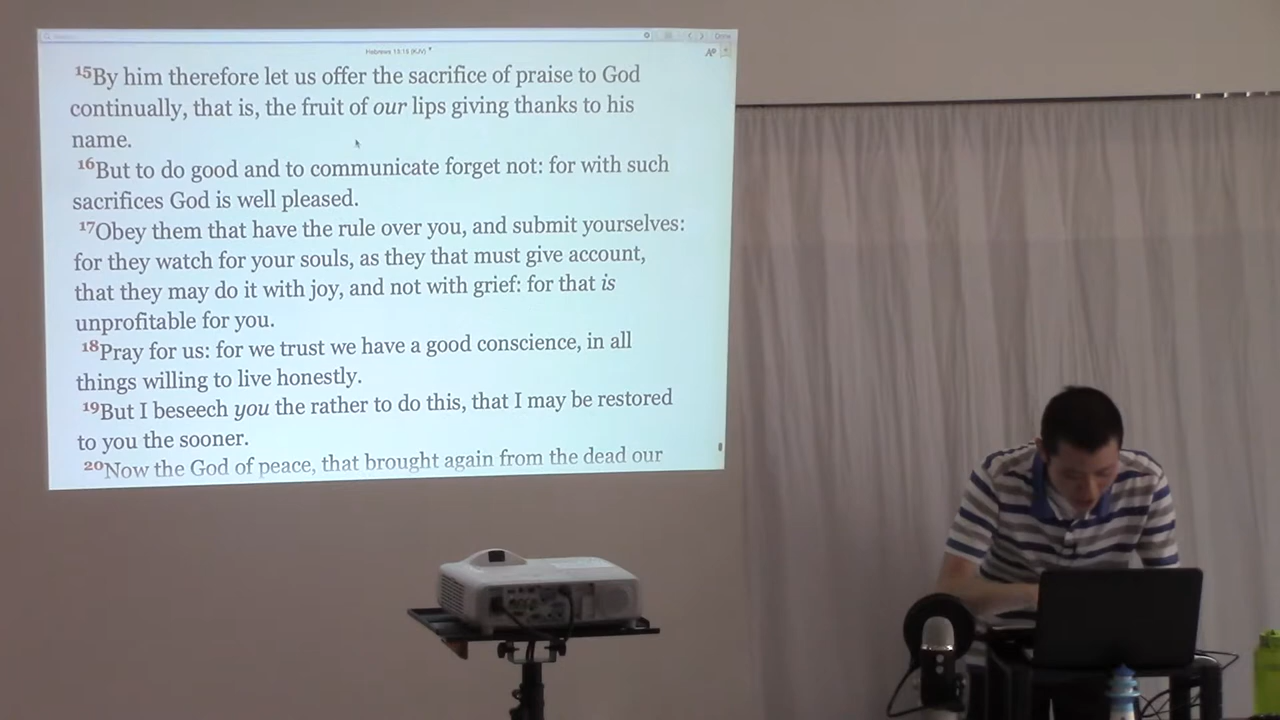 Hebrews 13:15 (KJV)
Done
15By him therefore let us offer the sacrifice of praise to God
continually, that is, the fruit of our lips giving thanks to his
name.
16But to do good and to communicate forget not: for with such
sacrifices God is well pleased.
17Obey them that have the rule over you, and submit yourselves:
for they watch for your souls, as they that must give account,
that they may do it with joy, and not with grief: for that is
unprofitable for you.
18Pray for us: for we trust we have a good conscience, in all
things willing to live honestly.
19But I beseech you the rather to do this, that I may be restored
to you the sooner.
20Now the God of peace, that brought again from the dead our